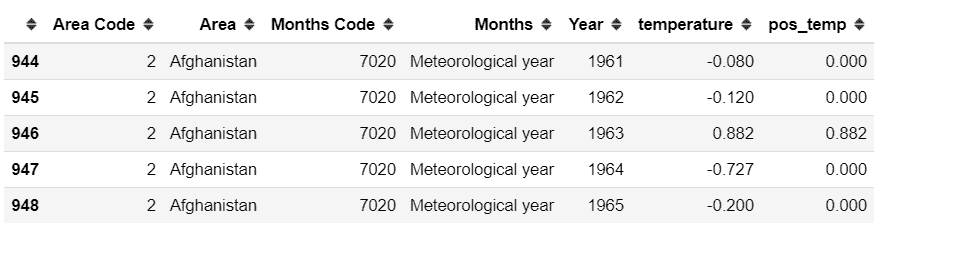 Area Code Area Months Code Months Year temperature pos_temp
944 2 Afghanistan 7020 Meteorological year 1961 -0.080 0.000
945 2 Afghanistan 7020 Meteorological year 1962 -0.120 0.000
946 2 Afghanistan 7020 Meteorological year 1963 0.882 0.882
947 2 Afghanistan 7020 Meteorological year 1964 -0.727 0.000
948 2 Afghanistan 7020 Meteorological year 1965 -0.200 0.000